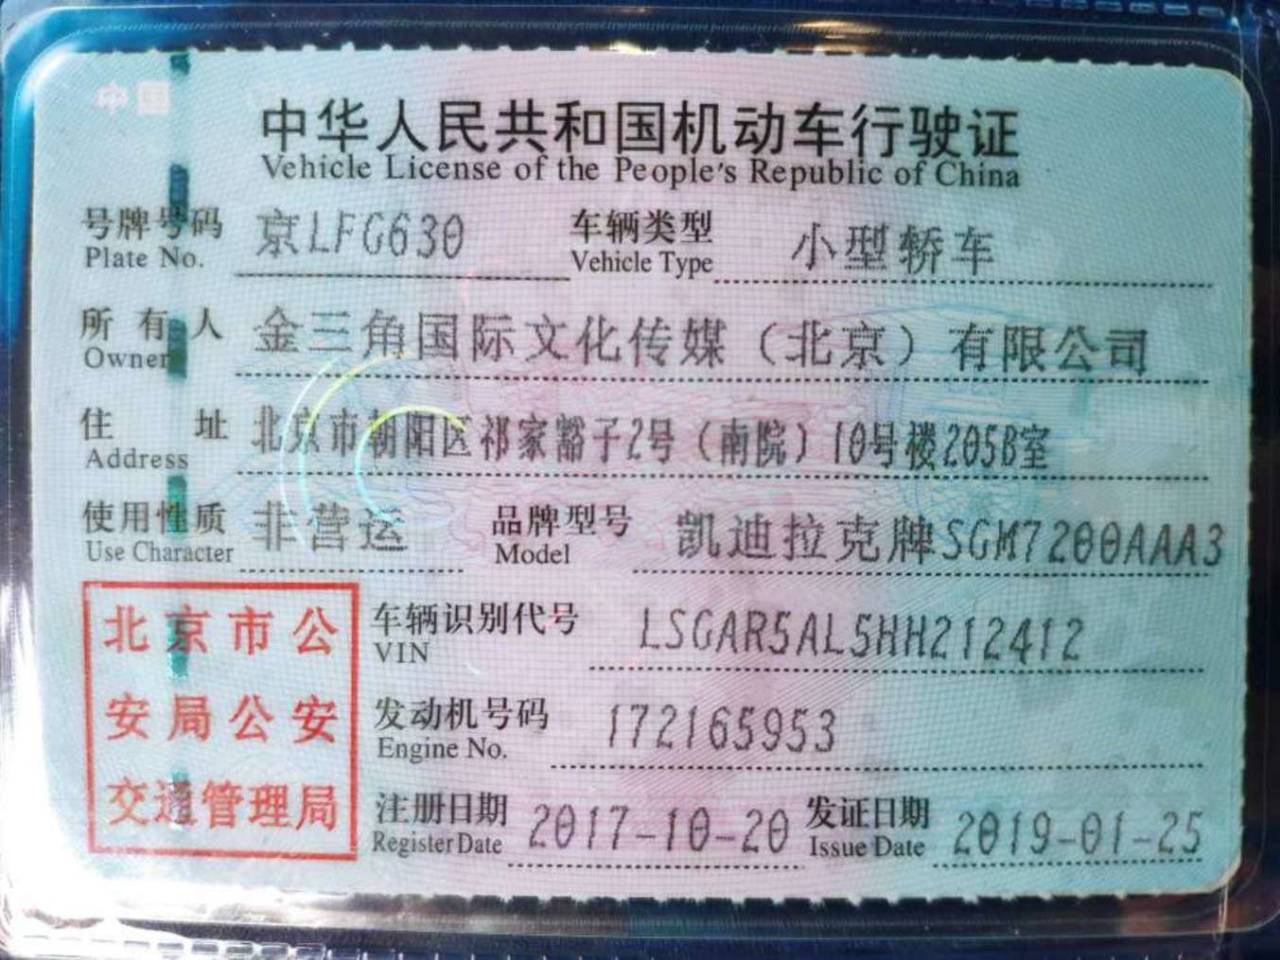 中国
中华人民共和国机动车行驶证
Vehicle License of the People's Republic of China
号牌号码 京LFG630 车辆类型 小型轿车
Plate No. Vehicle Type
所有人 金三角国际文化传媒（北京）有限公司
Owner
住址 北京市朝阳区祁家豁子2号（南院）10号楼205B室
Address
使用性质 非营运 品牌型号 凯迪拉克牌SGM7200AAA3
Use Character Model
北京市公
安局公安
交通管理局
车辆识别代号 LSGAR5AL5HH212412
VIN
发动机号码 172165953
Engine No.
注册日期 2017-10-20 发证日期 2019-01-25
Register Date Issue Date